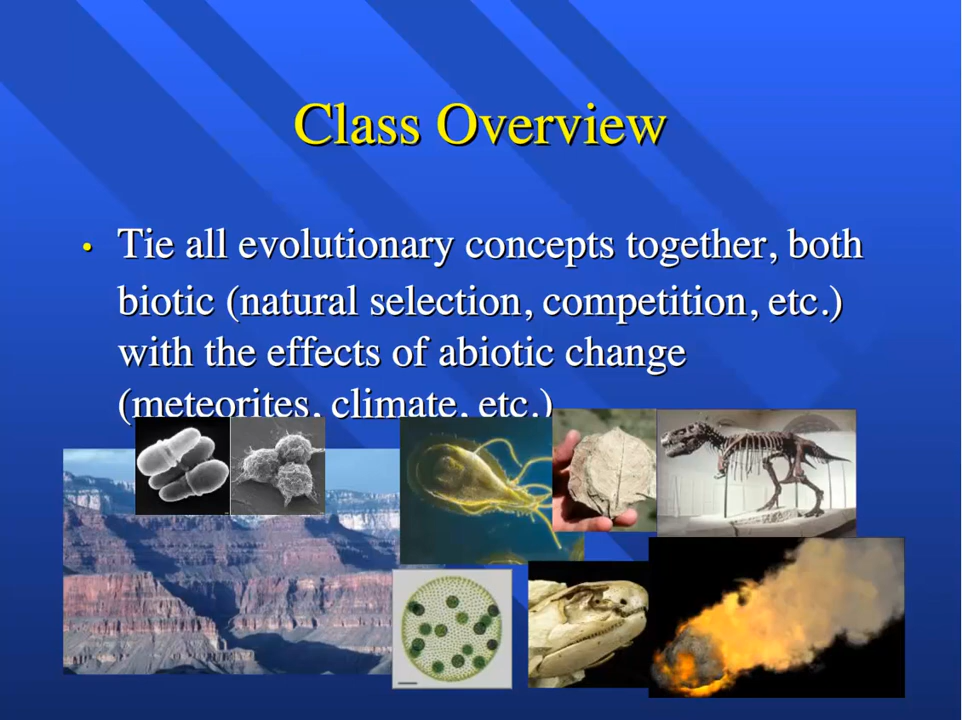 Class Overview
• Tie all evolutionary concepts together, both
biotic (natural selection, competition, etc.)
with the effects of abiotic change
(meteorites, climate, etc.)